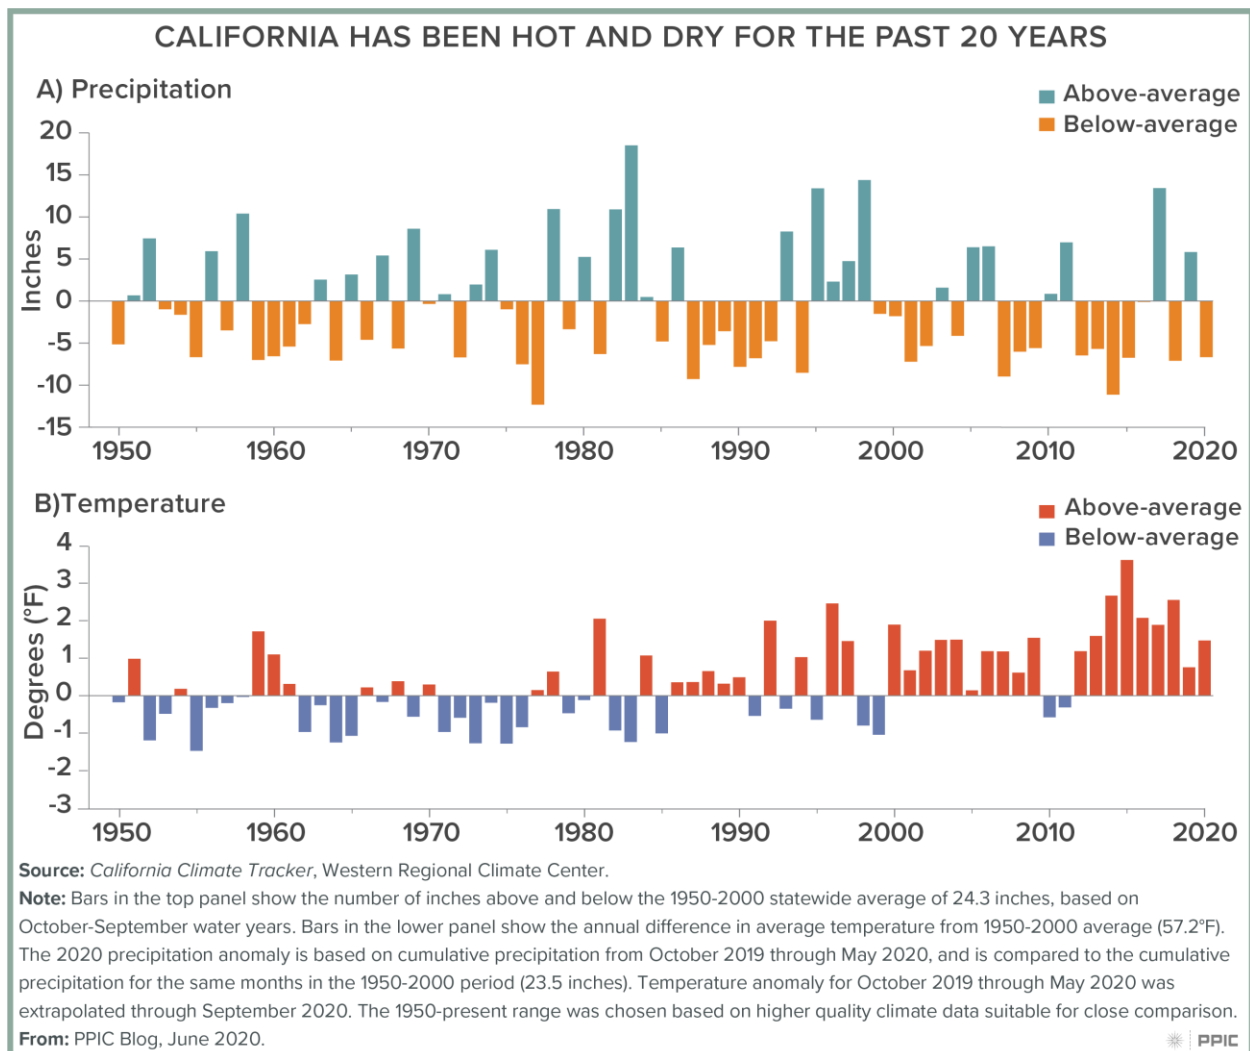 CALIFORNIA HAS BEEN HOT AND DRY FOR THE PAST 20 YEARS
A) Precipitation
Above-average
Below-average
Inches
20
15
10
5
0
-5
-10
-15
1950 1960 1970 1980 1990 2000 2010 2020
B)Temperature
Above-average
Below-average
Degrees (°F)
4
3
2
1
0
-1
-2
-3
1950 1960 1970 1980 1990 2000 2010 2020
Source: California Climate Tracker, Western Regional Climate Center.
Note: Bars in the top panel show the number of inches above and below the 1950-2000 statewide average of 24.3 inches, based on
October-September water years. Bars in the lower panel show the annual difference in average temperature from 1950-2000 average (57.2°F).
The 2020 precipitation anomaly is based on cumulative precipitation from October 2019 through May 2020, and is compared to the cumulative
precipitation for the same months in the 1950-2000 period (23.5 inches). Temperature anomaly for October 2019 through May 2020 was
extrapolated through September 2020. The 1950-present range was chosen based on higher quality climate data suitable for close comparison.
From: PPIC Blog, June 2020.
PPIC